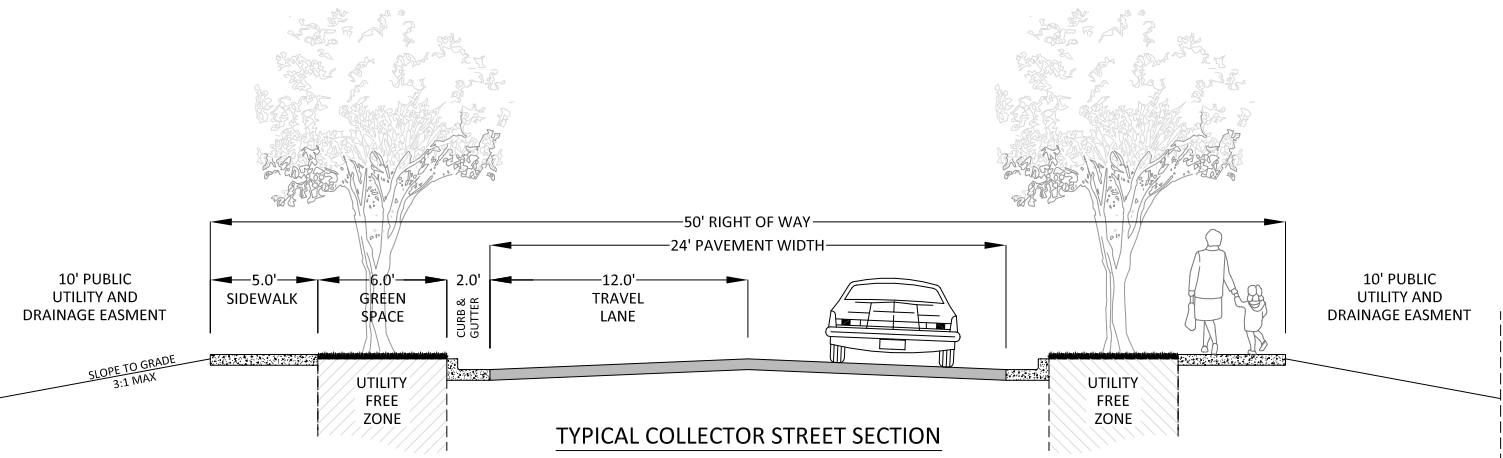 50' RIGHT OF WAY
24' PAVEMENT WIDTH
10' PUBLIC
UTILITY AND
DRAINAGE EASMENT
5.0'
SIDEWALK
6.0'
GREEN
SPACE
2.0'
CURB &
GUTTER
12.0'
TRAVEL
LANE
10' PUBLIC
UTILITY AND
DRAINAGE EASMENT
SLOPE TO GRADE
3:1 MAX
UTILITY
FREE
ZONE
UTILITY
FREE
ZONE
TYPICAL COLLECTOR STREET SECTION